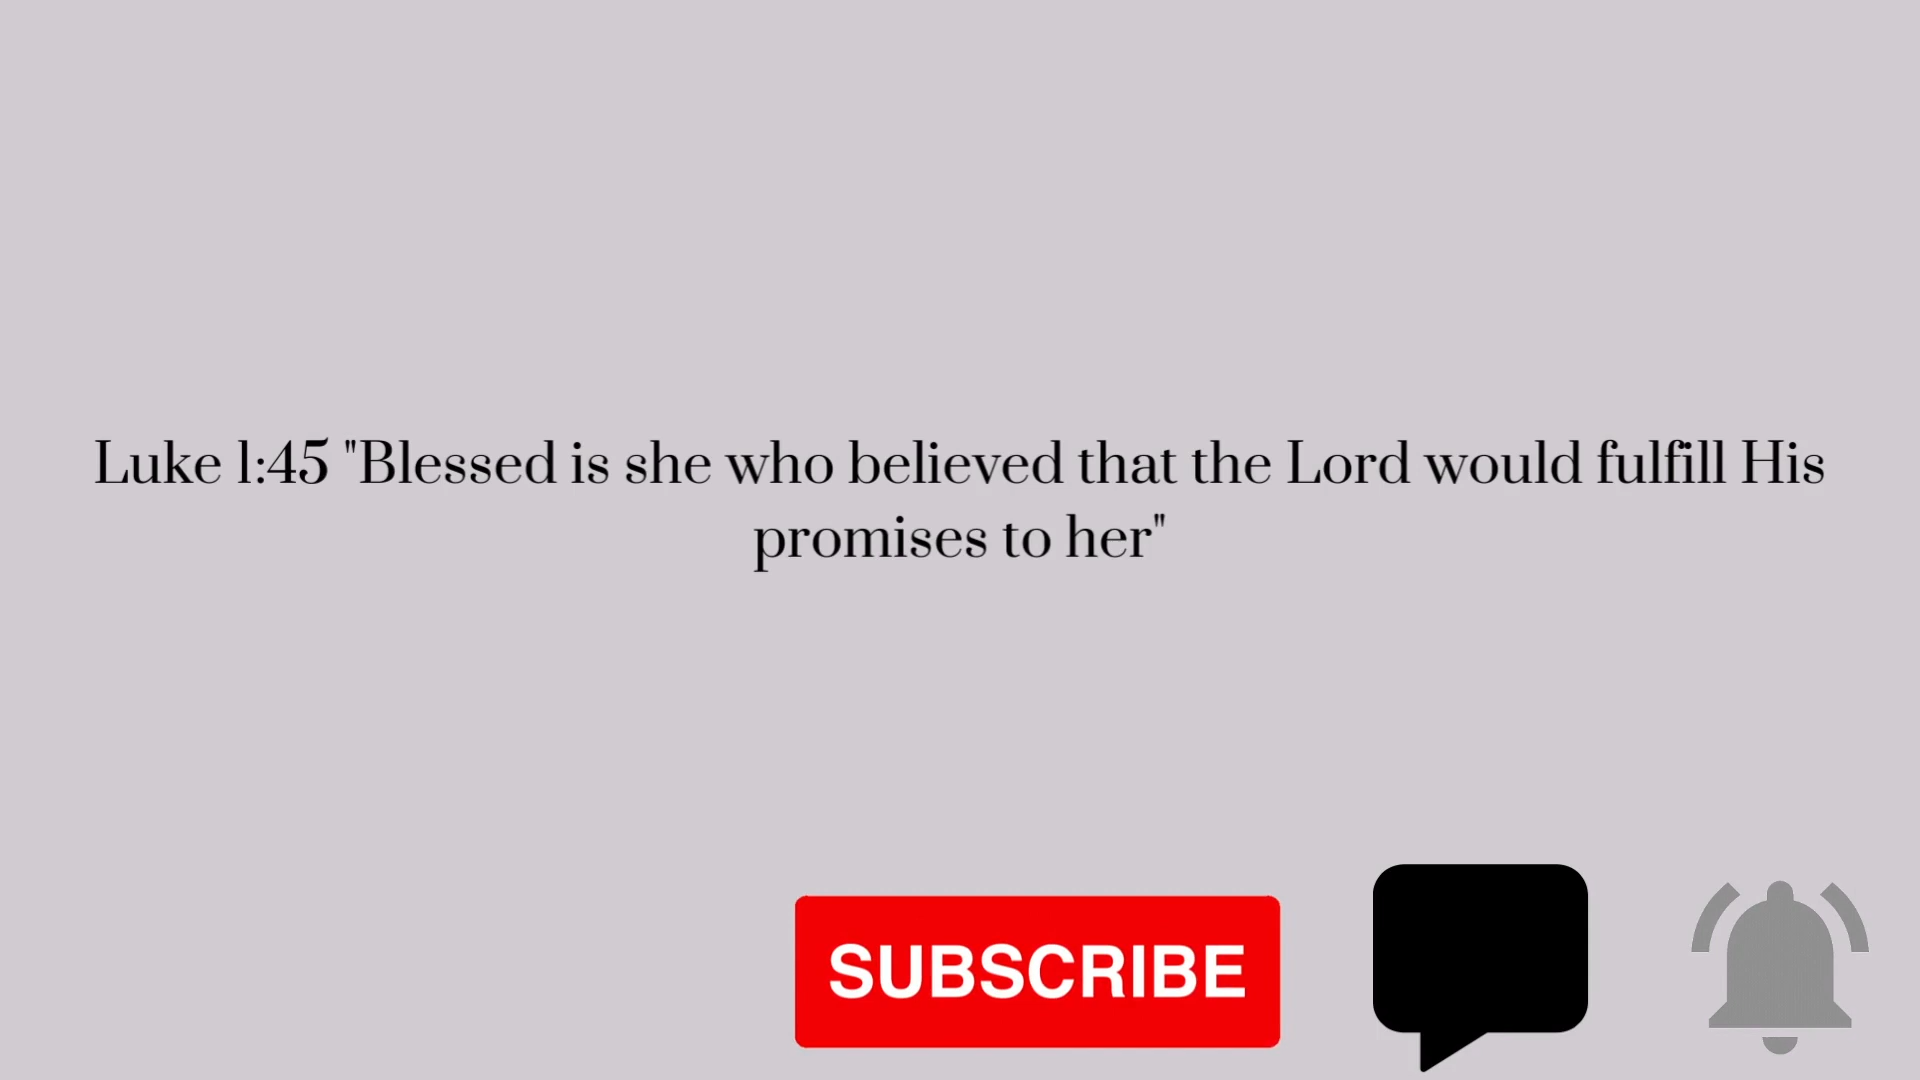 Luke 1:45 "Blessed is she who believed that the Lord would fulfill His
promises to her"
SUBSCRIBE